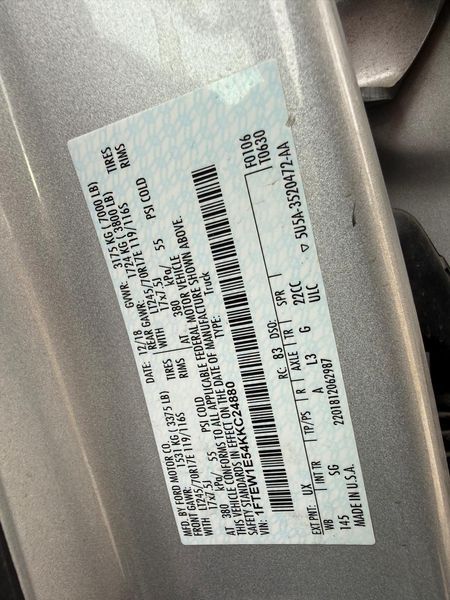 MFD. BY FORD MOTOR CO.
DATE: 12/18 GVWR: 3175 KG ( 7000 LB)
FRONT GAWR: 1531 KG ( 3375 LB) REAR GAWR: 1724 KG ( 3800 LB)
LT245/70R17E 119/116S TIRES WITH LT245/70R17E 119/116S TIRES
17x7.5J RIMS 17x7.5J RIMS
AT 380 kPa/ 55 PSI COLD AT 380 kPa/ 55 PSI COLD
THIS VEHICLE CONFORMS TO ALL APPLICABLE FEDERAL MOTOR VEHICLE
SAFETY STANDARDS IN EFFECT ON THE DATE OF MANUFACTURE SHOWN ABOVE.
1FTEW1E54KKC24880 TYPE: Truck
F0106
T0630
RC: 83 DSO:
EXT PNT: UX
WB INT TR TP/PS R AXLE TR SPR
145 SG A L3 G 22CC
ULC
MADE IN U.S.A. 2201812062987
▽ 5U5A-3520472-AA